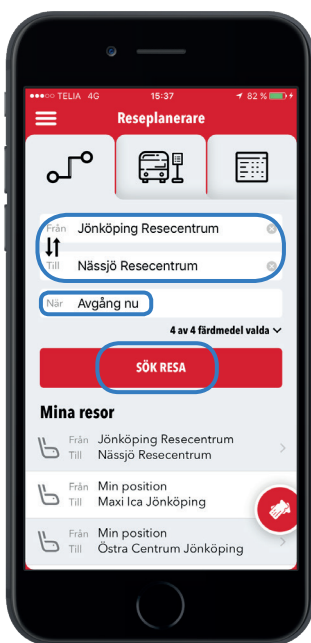 TELIA 4G 15:37 82 %
Reseplanerare
Från Jönköping Resecentrum
Till Nässjö Resecentrum
När Avgång nu
4 av 4 färdmedel valda
SÖK RESA
Mina resor
Från Jönköping Resecentrum
Till Nässjö Resecentrum
Från Min position
Till Maxi Ica Jönköping
Från Min position
Till Östra Centrum Jönköping